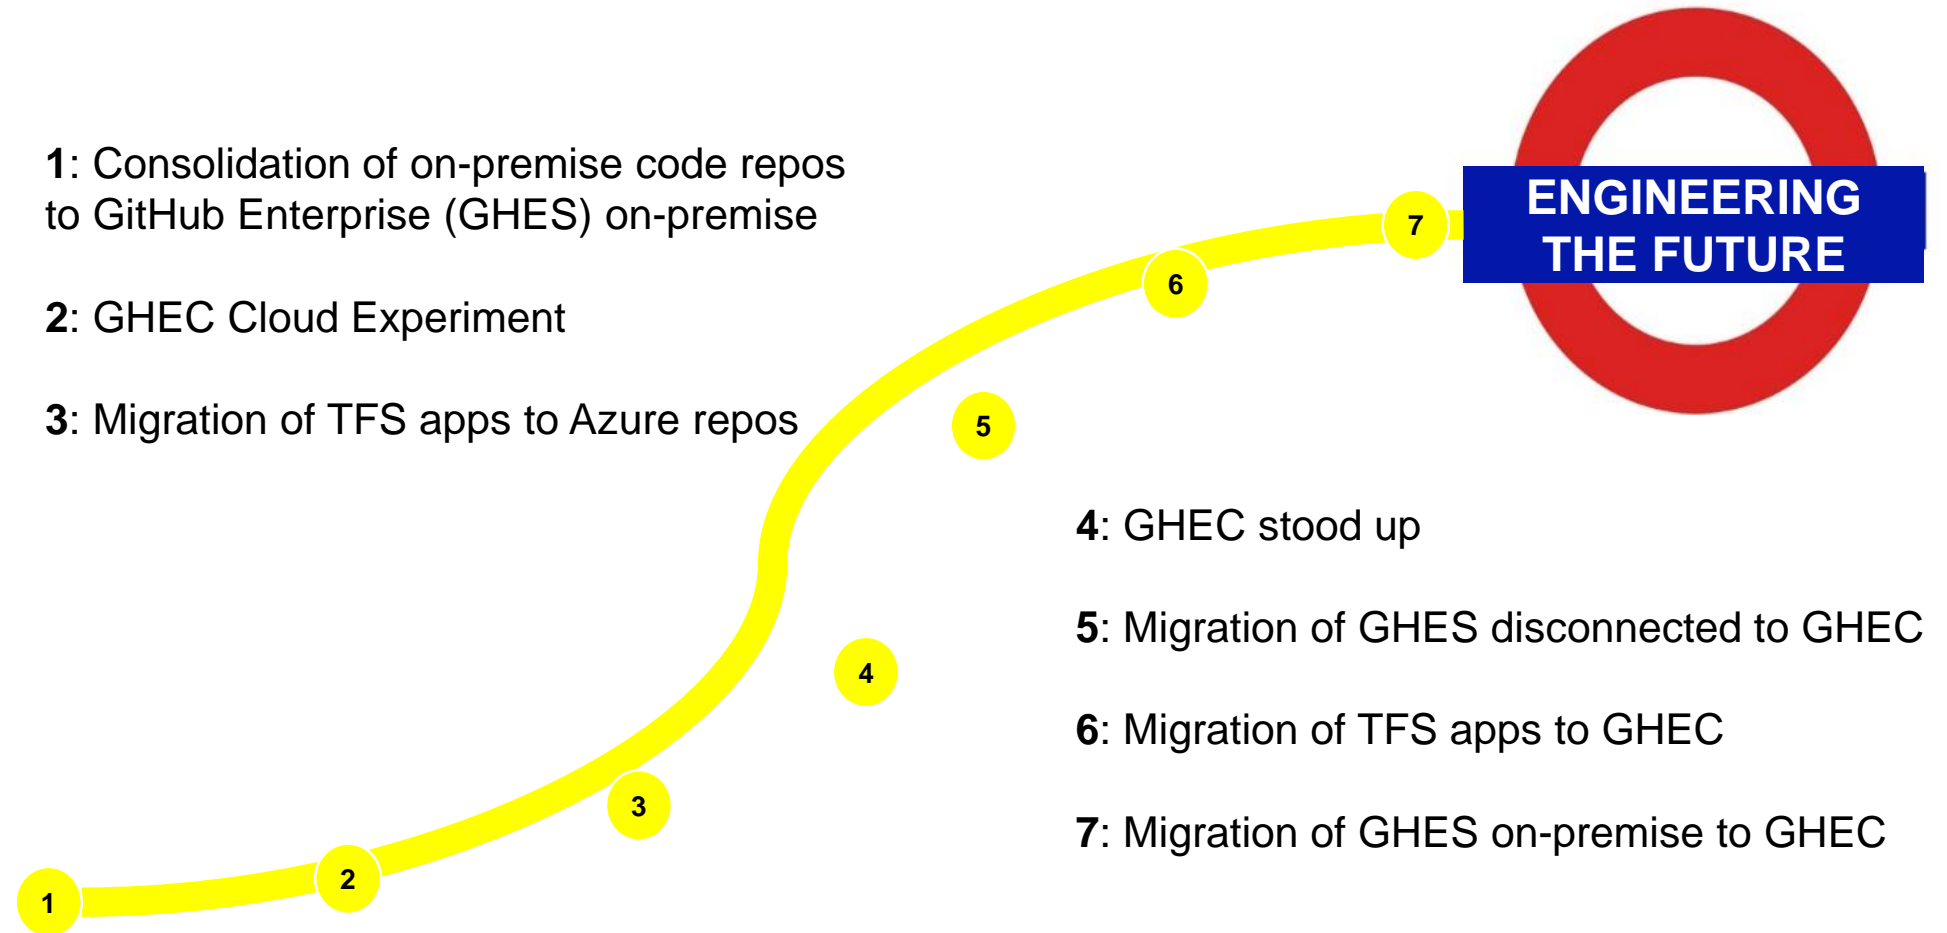 1: Consolidation of on-premise code repos
to GitHub Enterprise (GHES) on-premise
2: GHEC Cloud Experiment
3: Migration of TFS apps to Azure repos
ENGINEERING
THE FUTURE
4: GHEC stood up
5: Migration of GHES disconnected to GHEC
6: Migration of TFS apps to GHEC
7: Migration of GHES on-premise to GHEC
1
2
3
4
5
6
7